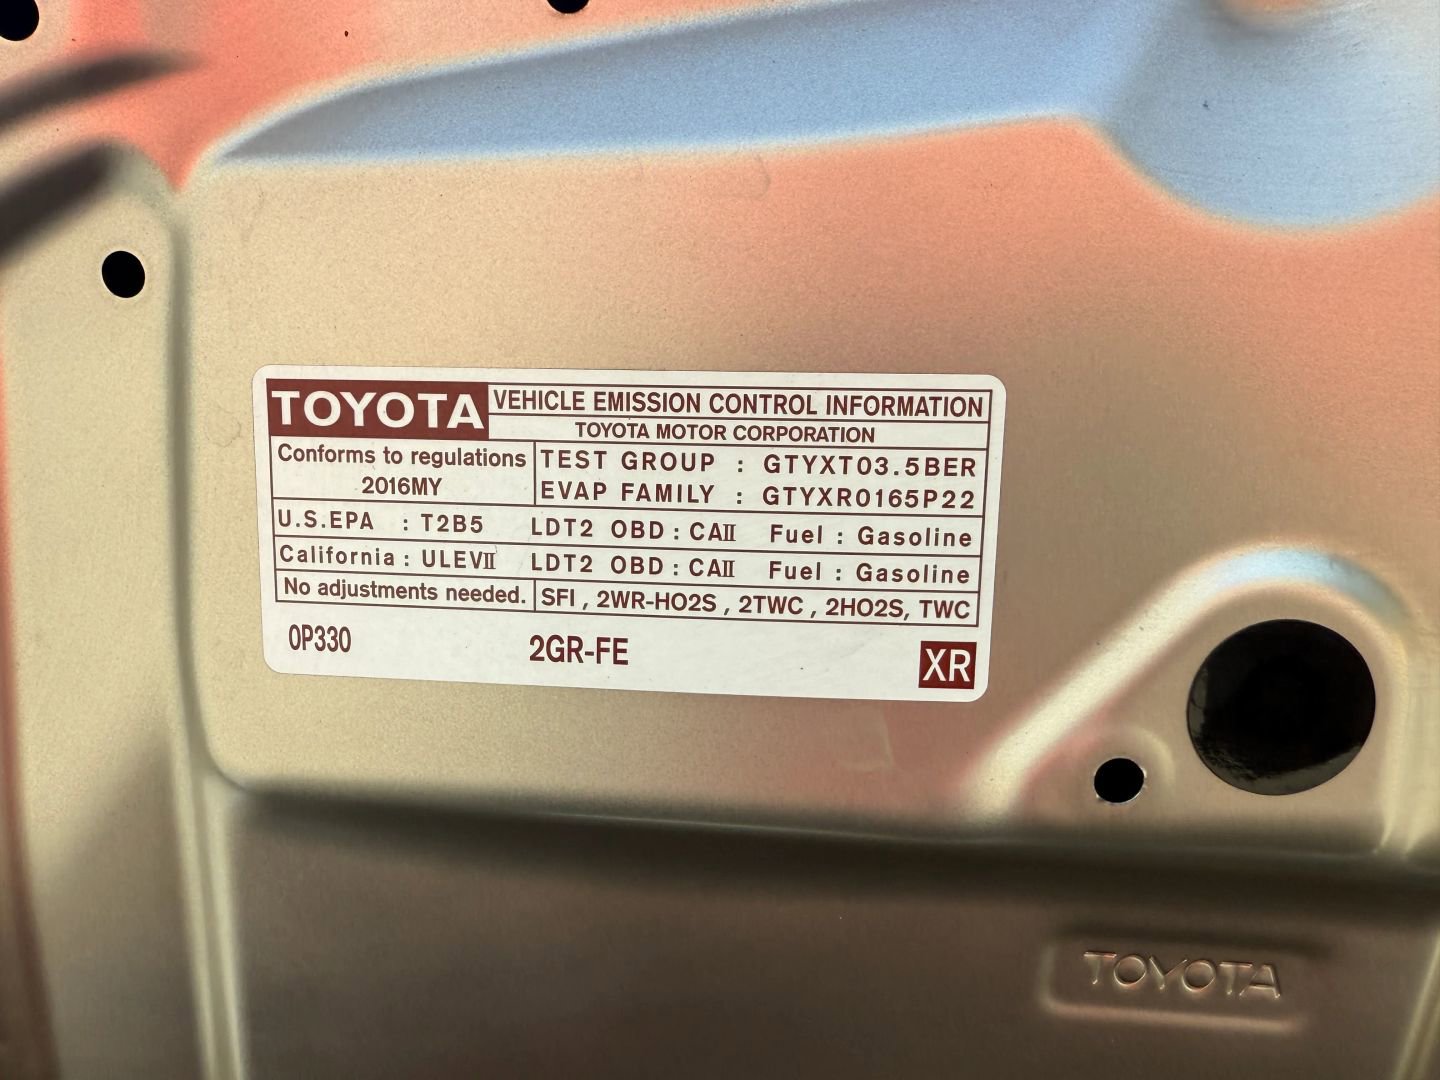 TOYOTA VEHICLE EMISSION CONTROL INFORMATION
TOYOTA MOTOR CORPORATION
Conforms to regulations
2016MY
TEST GROUP : GTYXT03.5BER
EVAP FAMILY : GTYXR0165P22
U.S.EPA : T2B5 LDT2 OBD : CAⅡ Fuel : Gasoline
California : ULEVⅡ LDT2 OBD : CAⅡ Fuel : Gasoline
No adjustments needed. SFI , 2WR-HO2S , 2TWC , 2HO2S, TWC
0P330 2GR-FE XR
TOYOTA